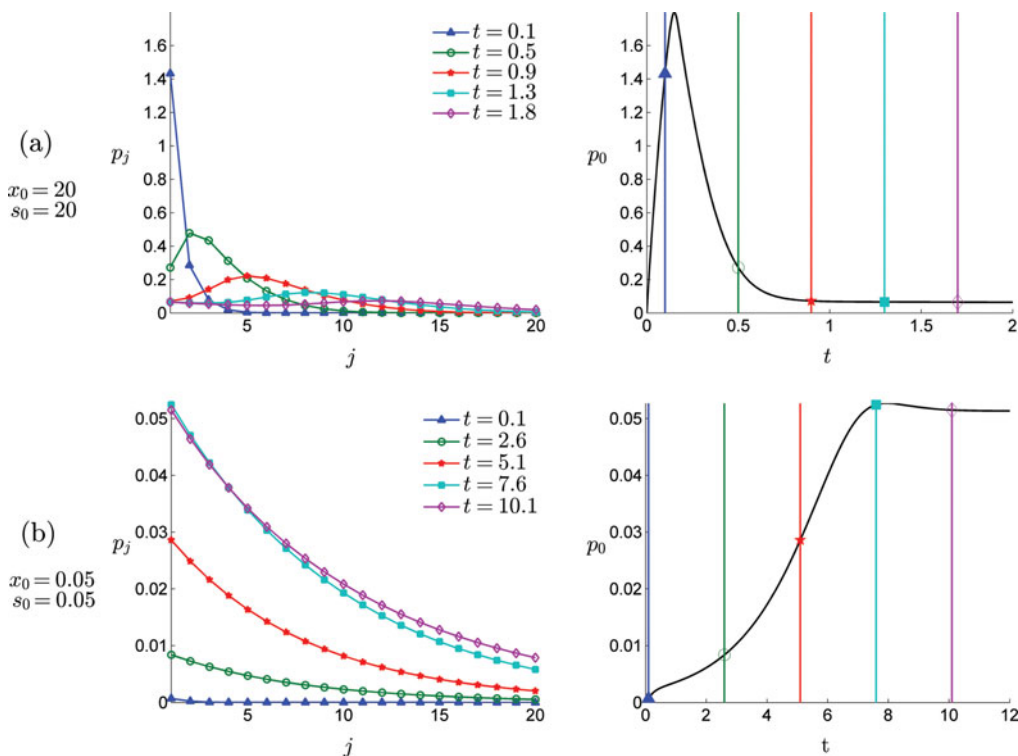 (a)
x₀ = 20
s₀ = 20
p_j
1.6
1.4
1.2
1
0.8
0.6
0.4
0.2
0
5 10 15 20
j
t = 0.1
t = 0.5
t = 0.9
t = 1.3
t = 1.8
p₀
1.6
1.4
1.2
1
0.8
0.6
0.4
0.2
0
0 0.5 1 1.5 2
t
(b)
x₀ = 0.05
s₀ = 0.05
p_j
0.05
0.04
0.03
0.02
0.01
0
5 10 15 20
j
t = 0.1
t = 2.6
t = 5.1
t = 7.6
t = 10.1
p₀
0.05
0.04
0.03
0.02
0.01
0
0 2 4 6 8 10 12
t